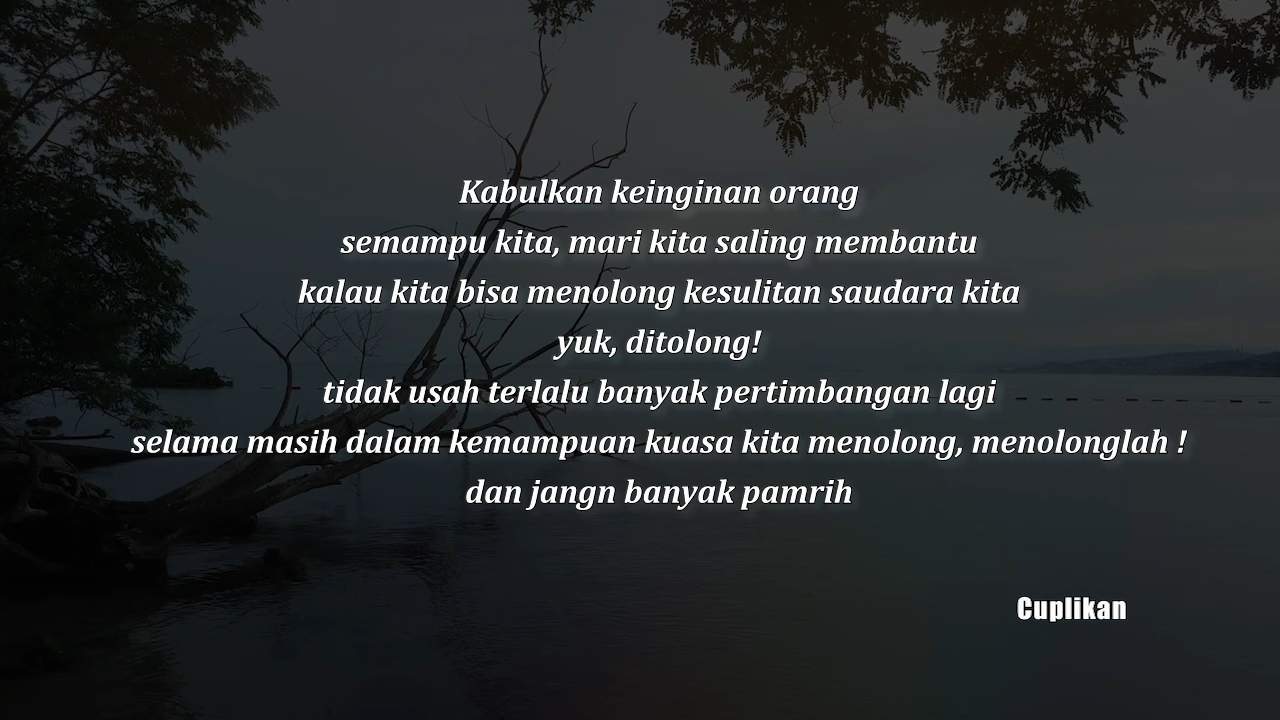 Kabulkan keinginan orang
semampu kita, mari kita saling membantu
kalau kita bisa menolong kesulitan saudara kita
yuk, ditolong!
tidak usah terlalu banyak pertimbangan lagi
selama masih dalam kemampuan kuasa kita menolong, menolonglah !
dan jangn banyak pamrih
Cuplikan